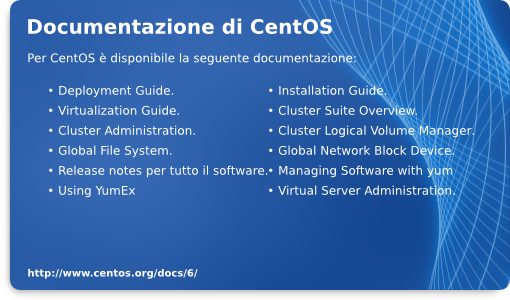 Documentazione di CentOS
Per CentOS è disponibile la seguente documentazione:
• Deployment Guide.
• Virtualization Guide.
• Cluster Administration.
• Global File System.
• Release notes per tutto il software.
• Using YumEx
• Installation Guide.
• Cluster Suite Overview.
• Cluster Logical Volume Manager.
• Global Network Block Device.
• Managing Software with yum
• Virtual Server Administration.
http://www.centos.org/docs/6/